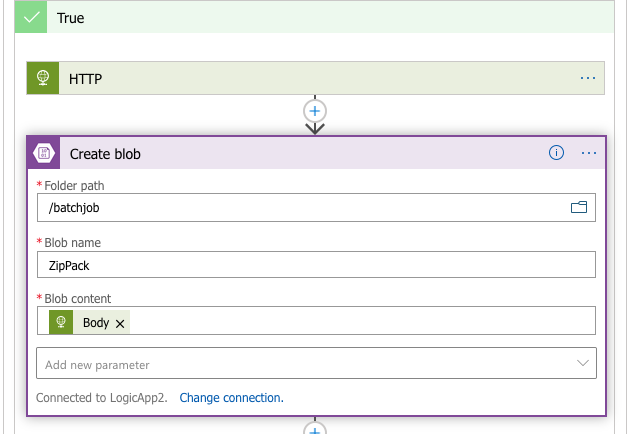 True
HTTP
Create blob
* Folder path
/batchjob
* Blob name
ZipPack
* Blob content
Body
Add new parameter
Connected to LogicApp2. Change connection.